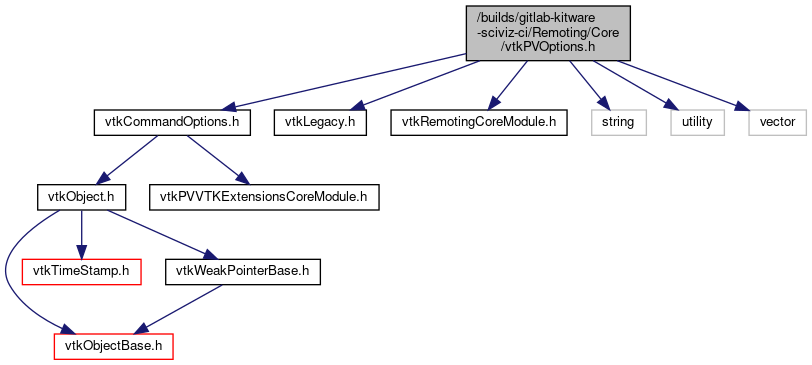 /builds/gitlab-kitware
-sciviz-ci/Remoting/Core
/vtkPVOptions.h
vtkCommandOptions.h
vtkLegacy.h
vtkRemotingCoreModule.h
string
utility
vector
vtkObject.h
vtkPVVTKExtensionsCoreModule.h
vtkTimeStamp.h
vtkWeakPointerBase.h
vtkObjectBase.h